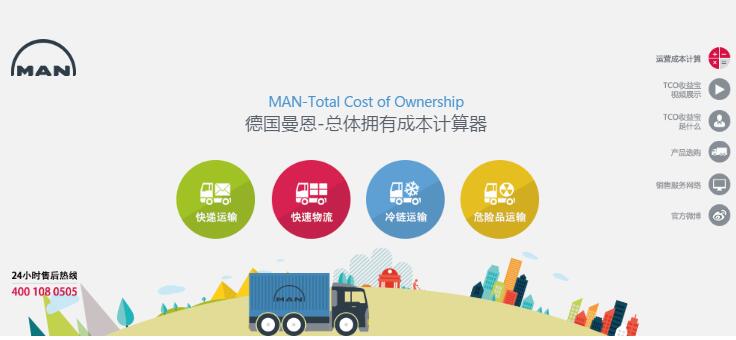 MAN
MAN-Total Cost of Ownership
德国曼恩-总体拥有成本计算器
快递运输
快速物流
冷链运输
危险品运输
运营成本计算
TCO收益宝
视频展示
TCO收益宝
是什么
产品选购
销售服务网络
官方微博
24小时售后热线
400 108 0505
MAN